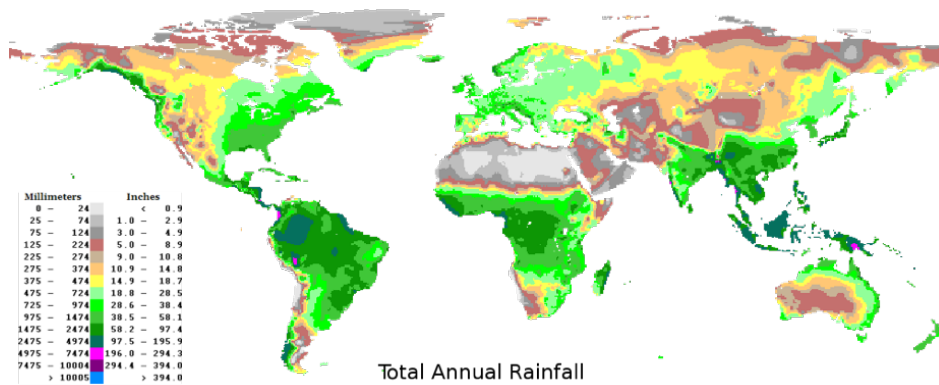 Millimeters Inches
0 - 24 < 0.9
25 - 74 1.0 - 2.9
75 - 124 3.0 - 4.9
125 - 224 5.0 - 8.9
225 - 274 9.0 - 10.8
275 - 374 10.9 - 14.8
375 - 474 14.9 - 18.7
475 - 724 18.8 - 28.5
725 - 974 28.6 - 38.4
975 - 1474 38.5 - 58.1
1475 - 2474 58.2 - 97.4
2475 - 4974 97.5 - 195.9
4975 - 7474 196.0 - 294.3
7475 - 10004 294.4 - 394.0
> 10005 > 394.0
Total Annual Rainfall